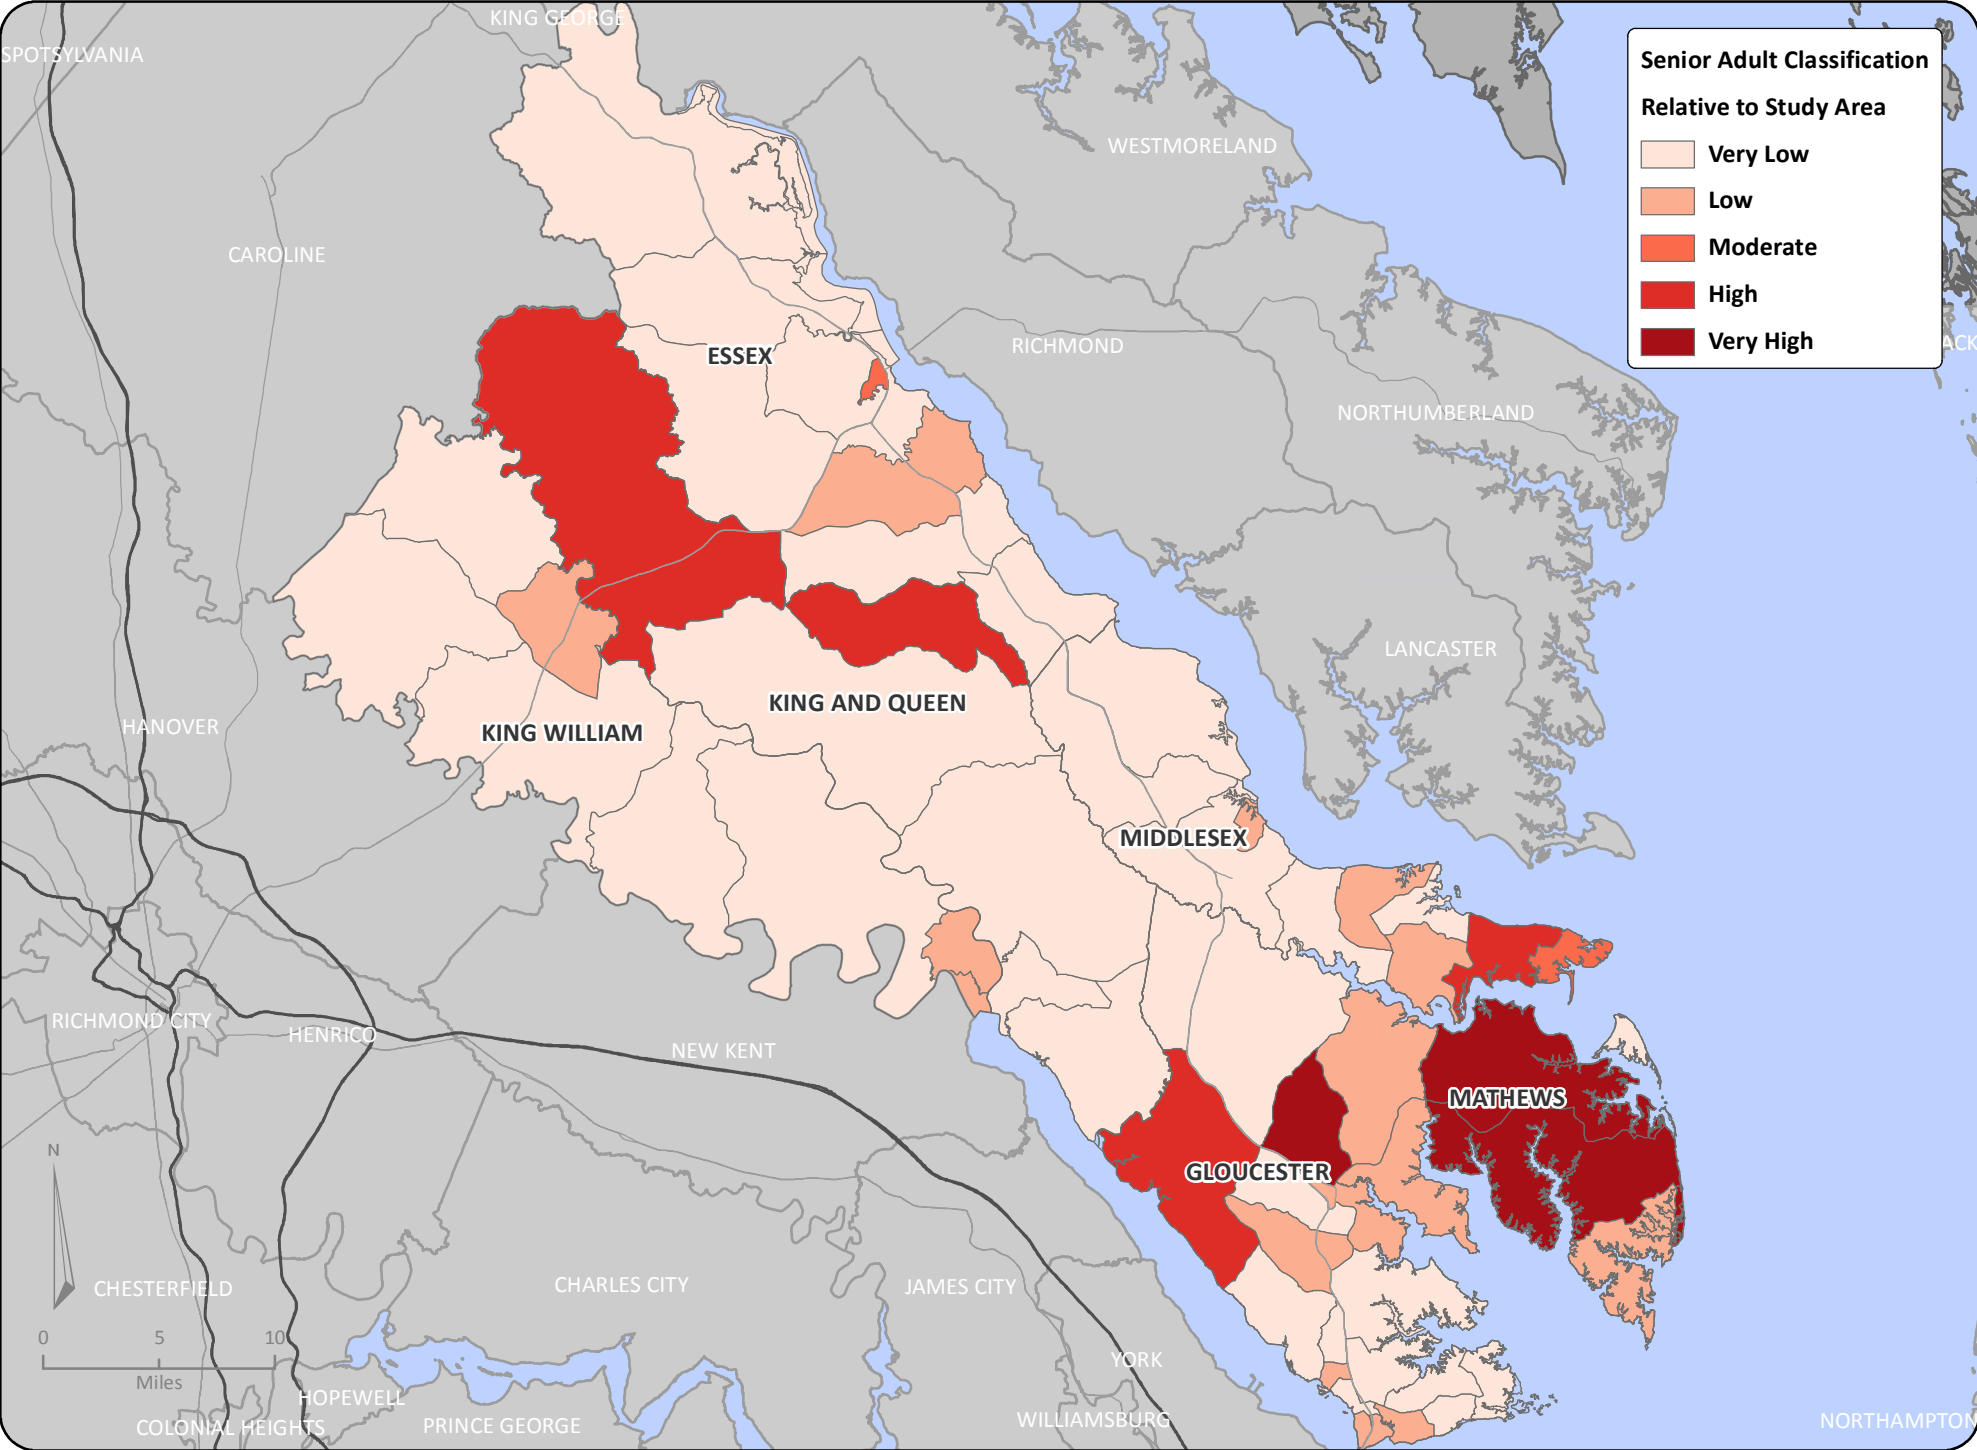 KING GEORGE
SPOTSYLVANIA
Senior Adult Classification
Relative to Study Area
Very Low
Low
Moderate
High
Very High
WESTMORELAND
CAROLINE
RICHMOND
ESSEX
ACK
NORTHUMBERLAND
LANCASTER
KING AND QUEEN
HANOVER
KING WILLIAM
MIDDLESEX
RICHMOND CITY
HENRICO
NEW KENT
MATHEWS
N
GLOUCESTER
CHESTERFIELD
CHARLES CITY
JAMES CITY
0 5 10
Miles
YORK
HOPEWELL
COLONIAL HEIGHTS
PRINCE GEORGE
WILLIAMSBURG
NORTHAMPTON